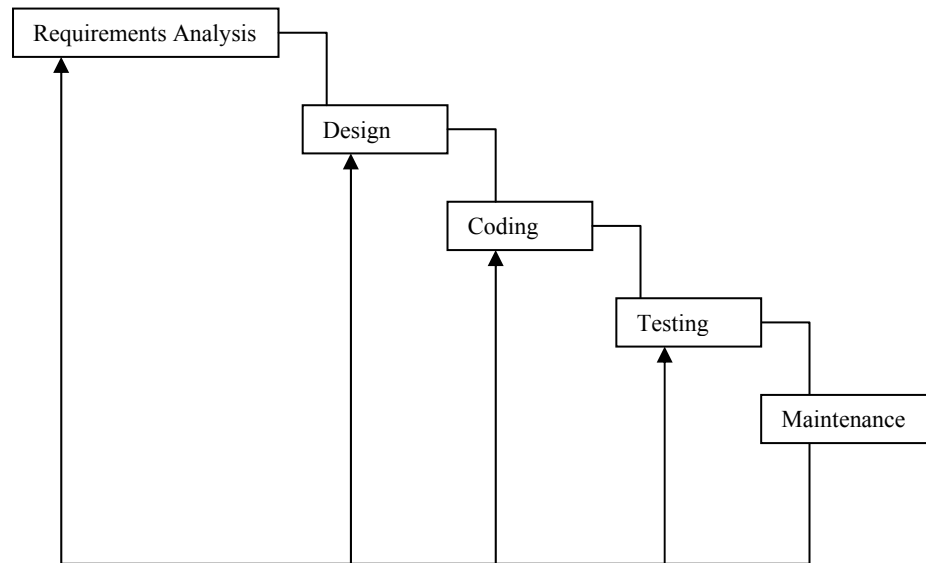 Requirements Analysis
Design
Coding
Testing
Maintenance